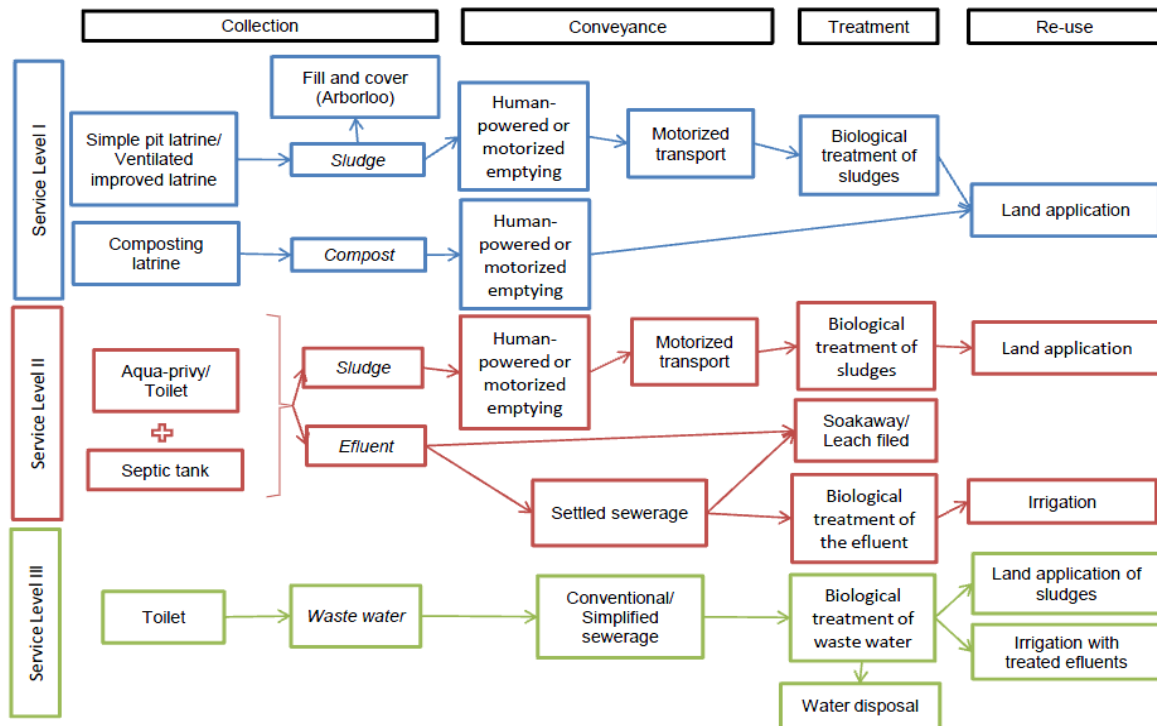 Collection
Conveyance
Treatment
Re-use
Service Level I
Simple pit latrine/
Ventilated
improved latrine
Fill and cover
(Arborloo)
Sludge
Human-
powered or
motorized
emptying
Motorized
transport
Biological
treatment of
sludges
Land application
Composting
latrine
Compost
Human-
powered or
motorized
emptying
Service Level II
Aqua-privy/
Toilet
Septic tank
Sludge
Human-
powered or
motorized
emptying
Motorized
transport
Biological
treatment of
sludges
Land application
Efluent
Soakaway/
Leach filed
Settled sewerage
Biological
treatment of
the efluent
Irrigation
Service Level III
Toilet
Waste water
Conventional/
Simplified
sewerage
Biological
treatment of
waste water
Land application of
sludges
Irrigation with
treated efluents
Water disposal